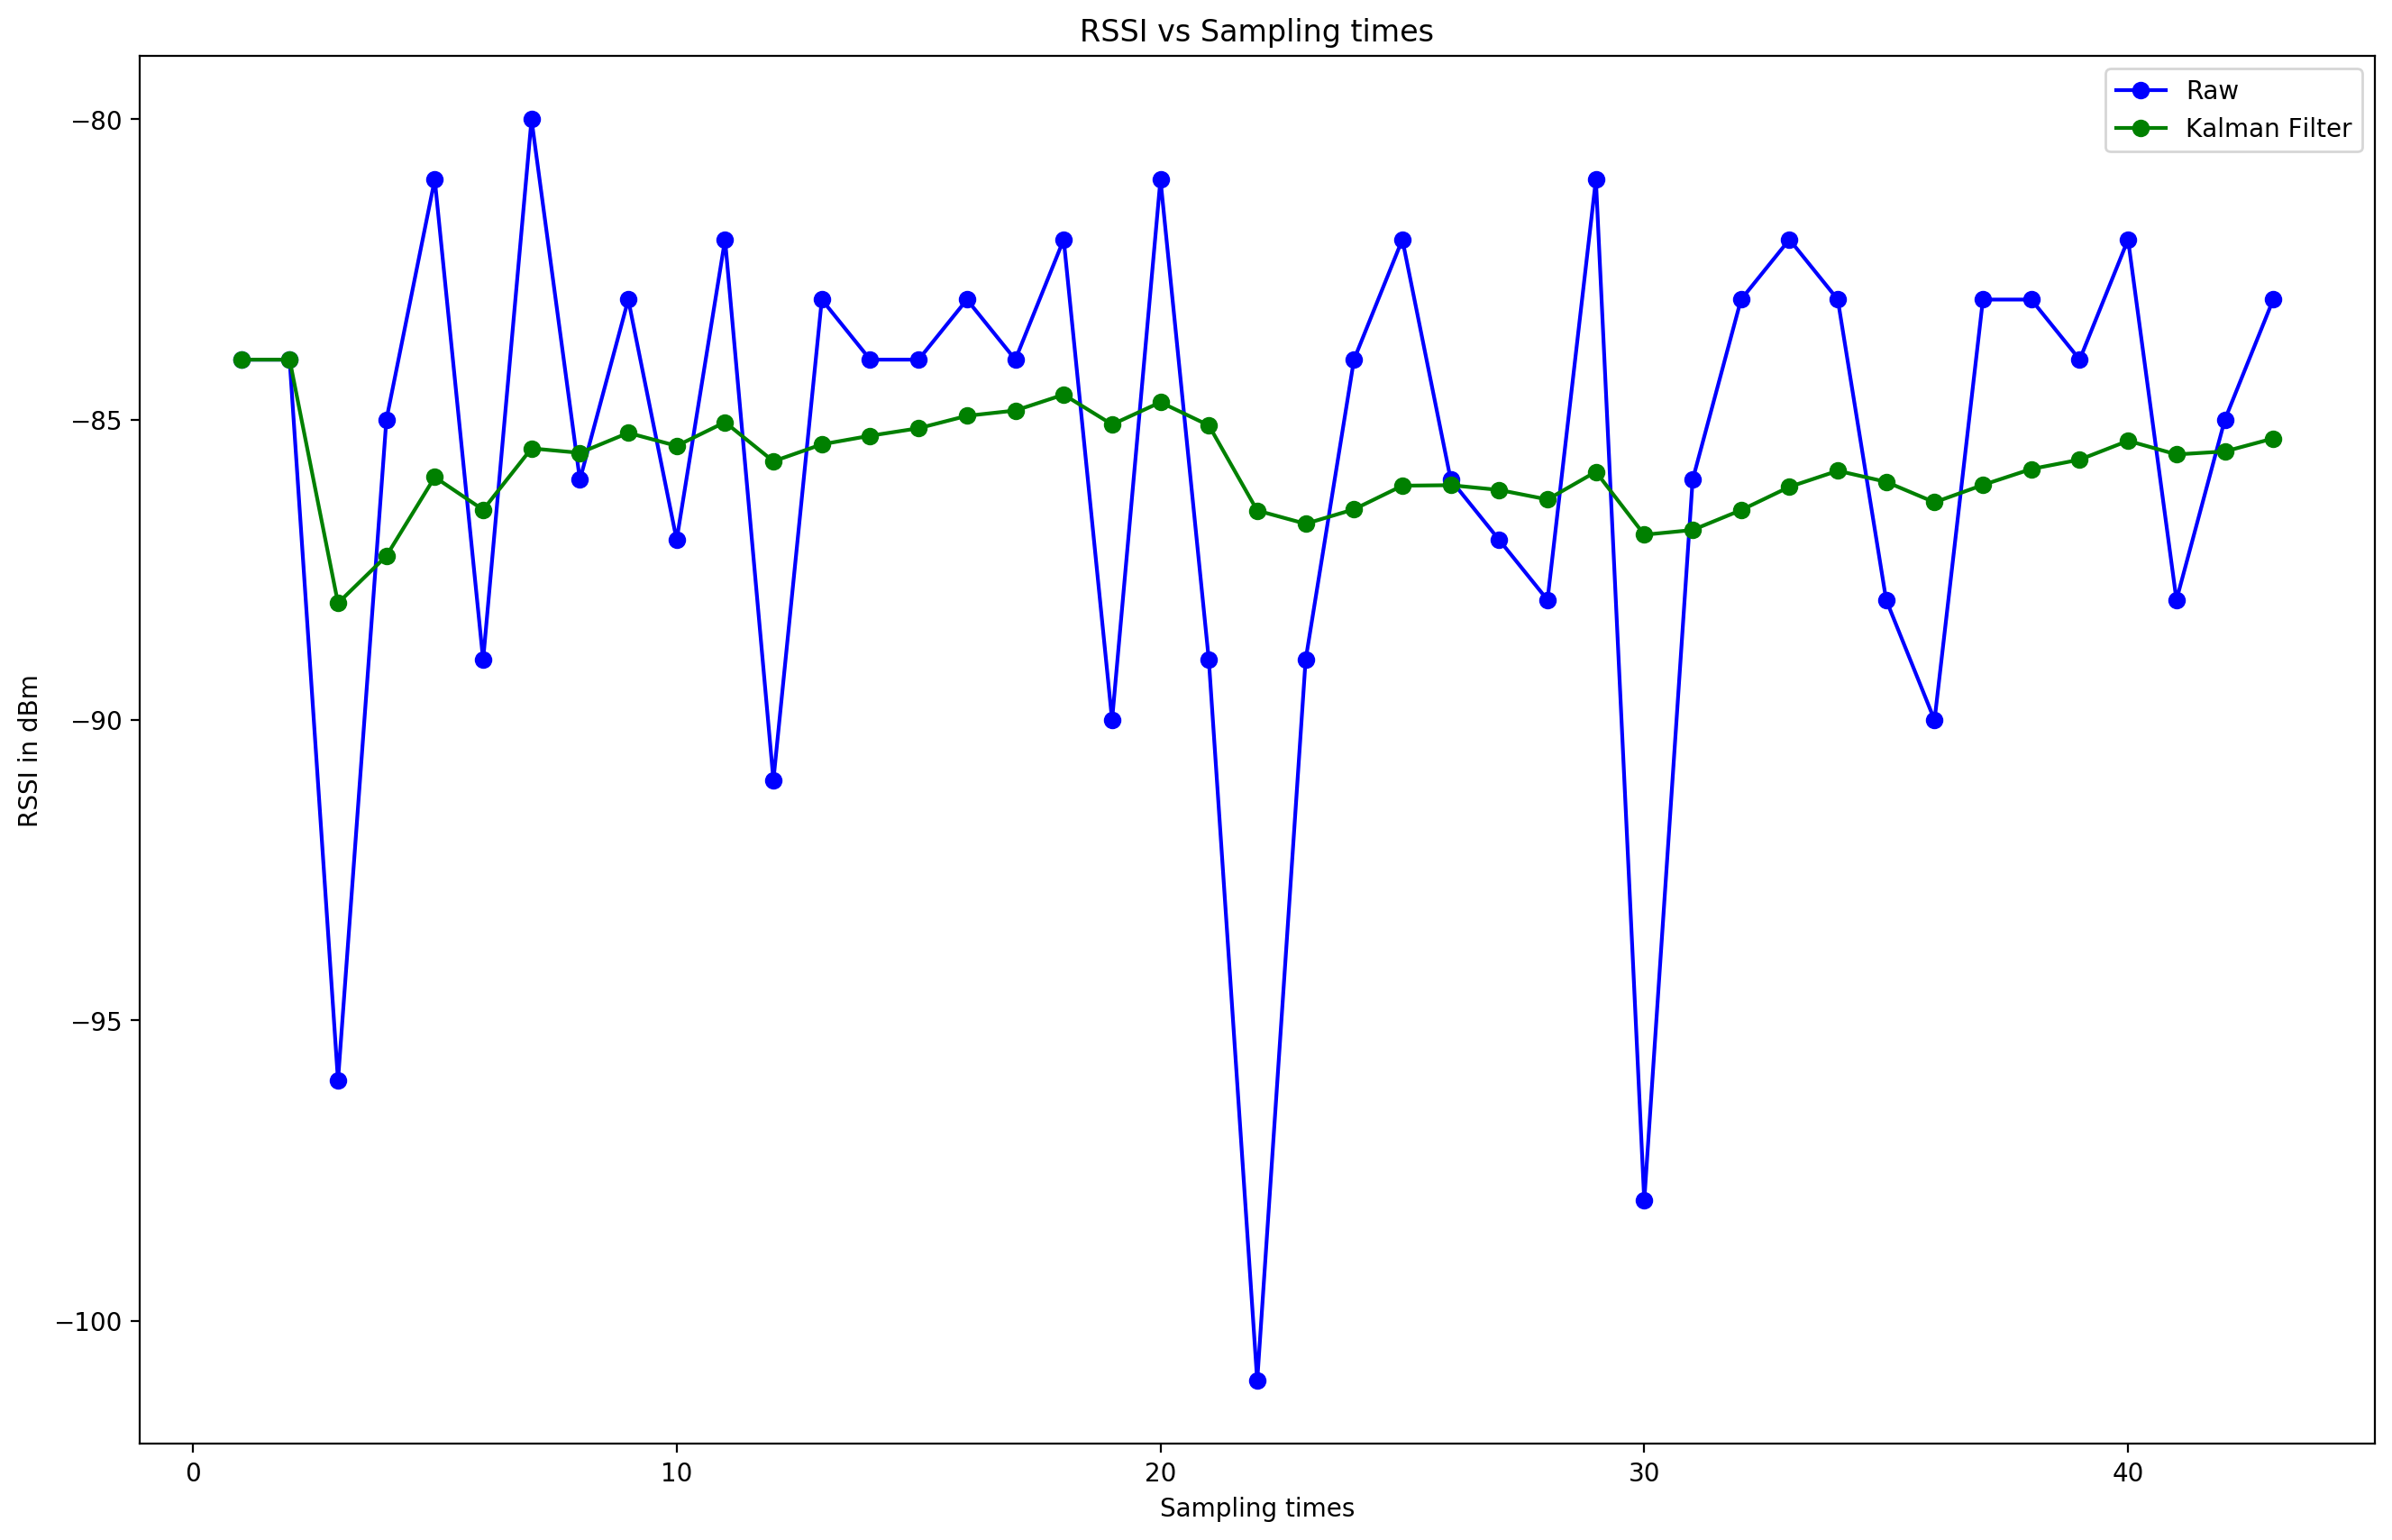 RSSI vs Sampling times
Raw
Kalman Filter
−80
−85
−90
−95
−100
RSSI in dBm
0 10 20 30 40
Sampling times